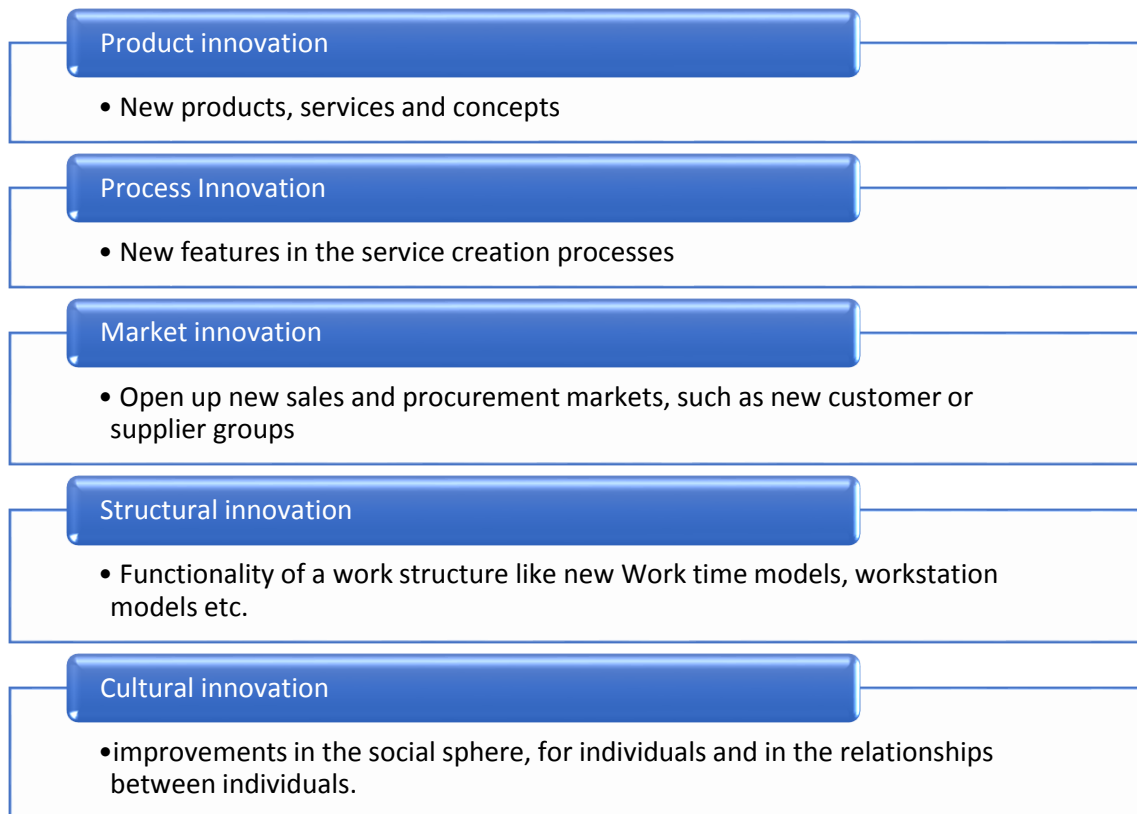 Product innovation
• New products, services and concepts
Process Innovation
• New features in the service creation processes
Market innovation
• Open up new sales and procurement markets, such as new customer or
supplier groups
Structural innovation
• Functionality of a work structure like new Work time models, workstation
models etc.
Cultural innovation
•improvements in the social sphere, for individuals and in the relationships
between individuals.